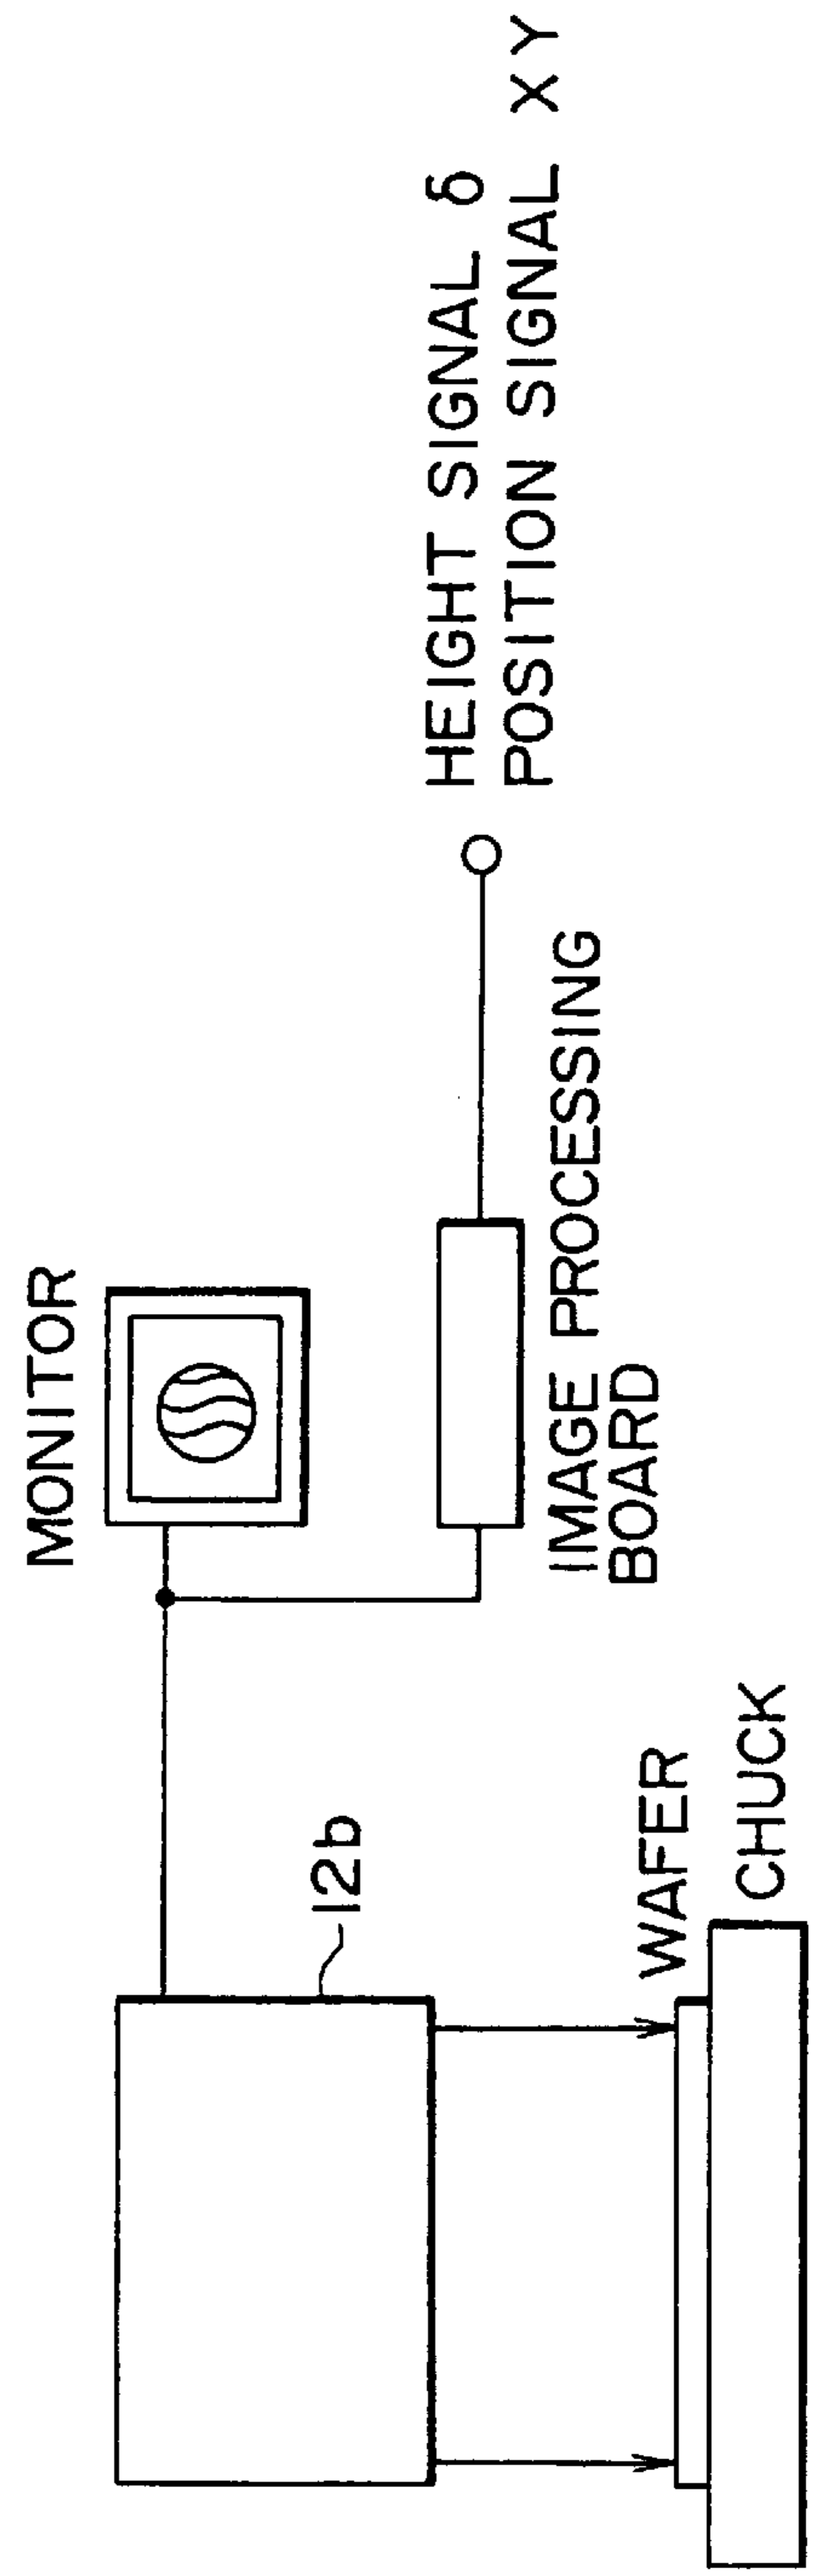 MONITOR
HEIGHT SIGNAL δ
POSITION SIGNAL XY
12b
IMAGE PROCESSING
BOARD
WAFER
CHUCK